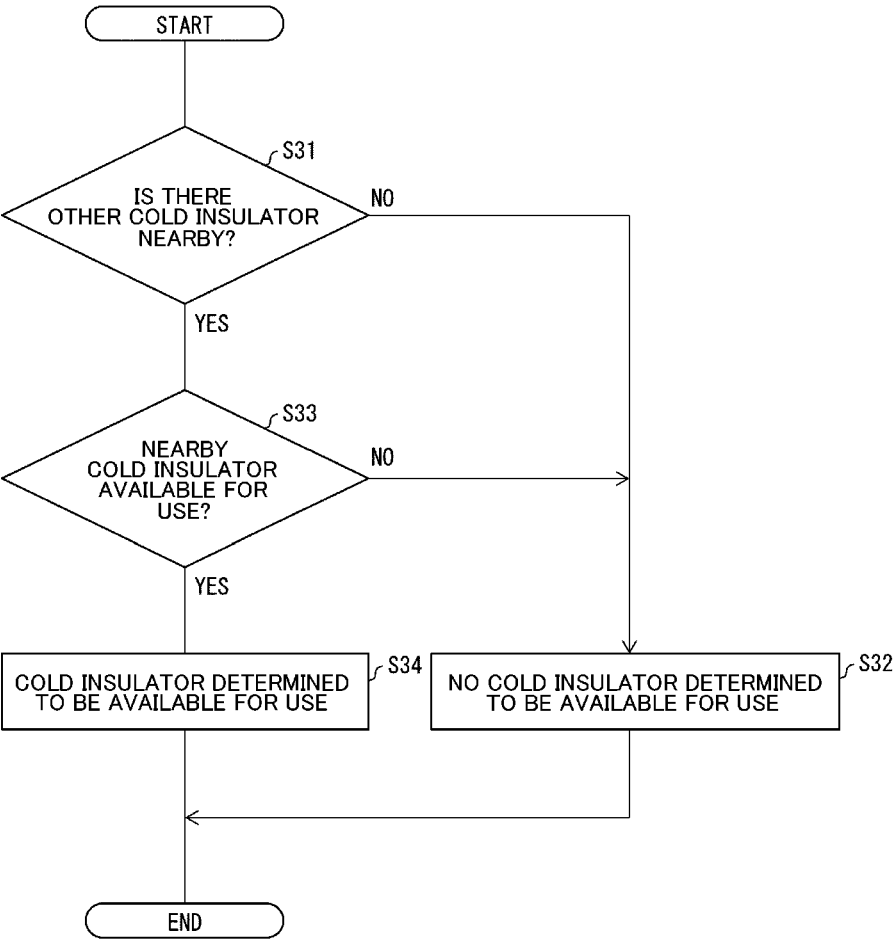 START
S31
IS THERE
OTHER COLD INSULATOR
NEARBY?
NO
YES
S33
NEARBY
COLD INSULATOR
AVAILABLE FOR
USE?
NO
YES
S34
COLD INSULATOR DETERMINED
TO BE AVAILABLE FOR USE
S32
NO COLD INSULATOR DETERMINED
TO BE AVAILABLE FOR USE
END